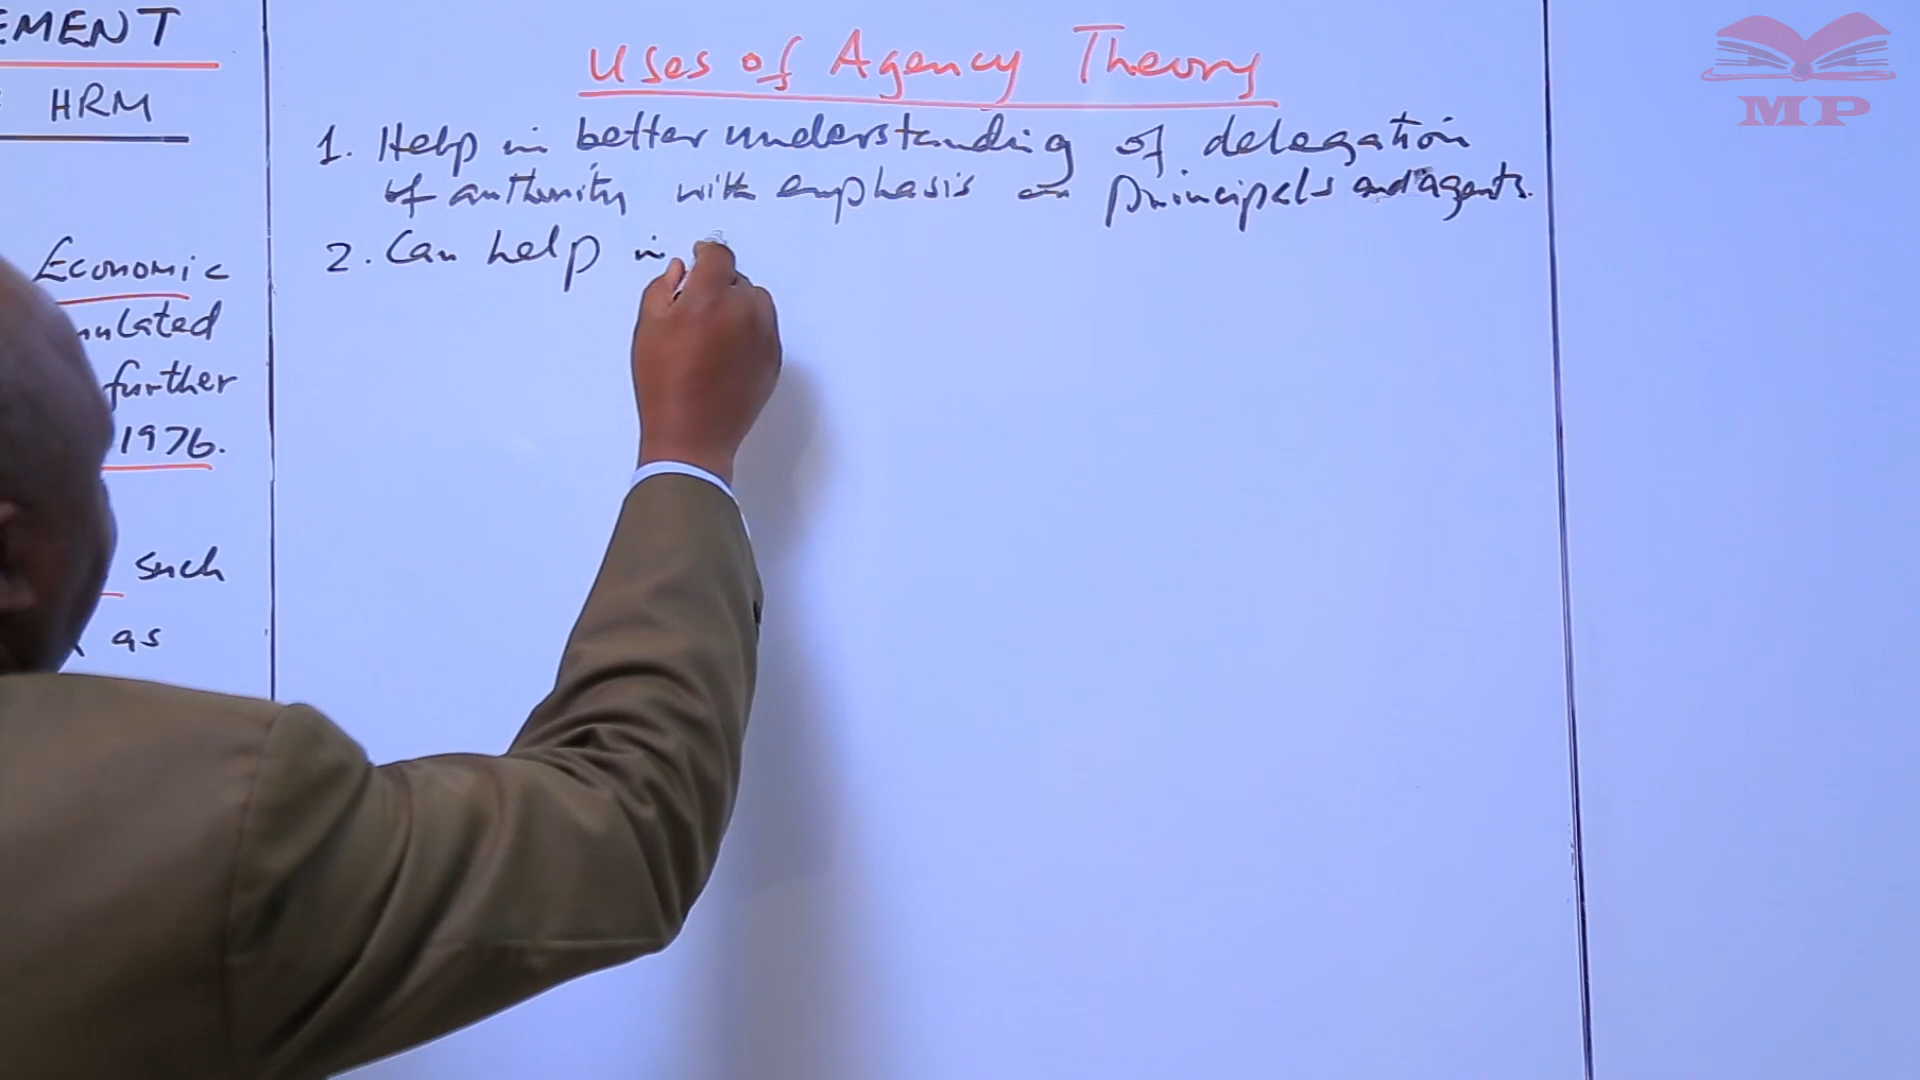 EMENT
HRM
Economic
mulated
further
1976.
such
as
Uses of Agency Theory
1. Help in better understanding of delegation
of authority with emphasis on principals and agents.
2. Can help in
MP